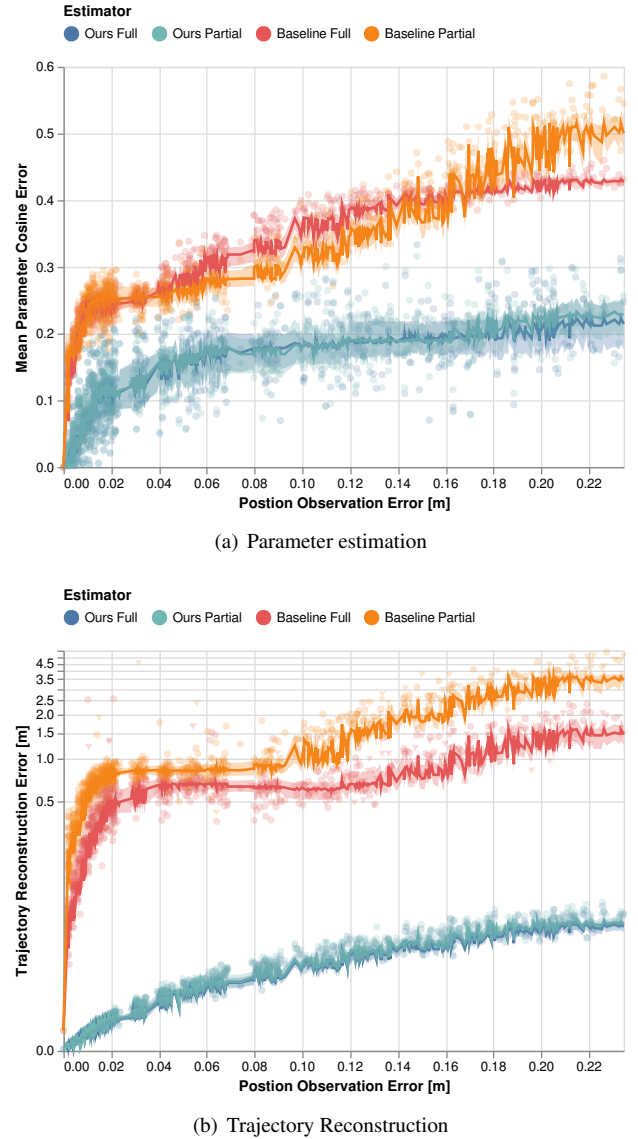 Estimator
Ours Full Ours Partial Baseline Full Baseline Partial
0.6
0.5
0.4
0.3
0.2
0.1
0.0
Mean Parameter Cosine Error
0.00 0.02 0.04 0.06 0.08 0.10 0.12 0.14 0.16 0.18 0.20 0.22
Postion Observation Error [m]
(a) Parameter estimation
Estimator
Ours Full Ours Partial Baseline Full Baseline Partial
4.5
3.5
2.5
2.0
1.5
1.0
0.5
0.0
Trajectory Reconstruction Error [m]
0.00 0.02 0.04 0.06 0.08 0.10 0.12 0.14 0.16 0.18 0.20 0.22
Postion Observation Error [m]
(b) Trajectory Reconstruction